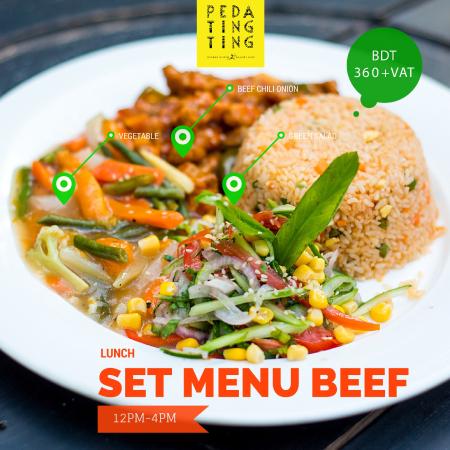 PEDA
TING
TING
BDT
360+VAT
BEEF CHILI ONION
VEGETABLE
GREEN SALAD
LUNCH
SET MENU BEEF
12PM-4PM